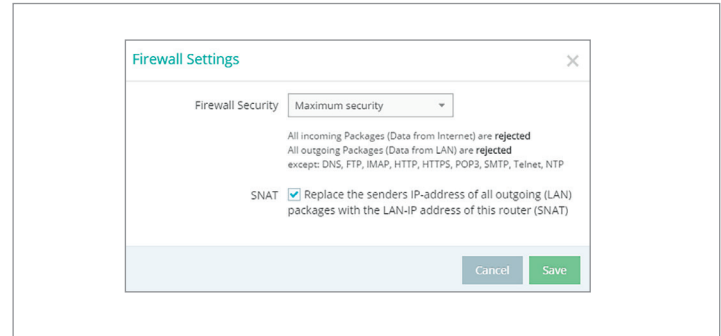 Firewall Settings
Firewall Security Maximum security
All incoming Packages (Data from Internet) are rejected
All outgoing Packages (Data from LAN) are rejected
except: DNS, FTP, IMAP, HTTP, HTTPS, POP3, SMTP, Telnet, NTP
SNAT Replace the senders IP-address of all outgoing (LAN)
packages with the LAN-IP address of this router (SNAT)
Cancel Save